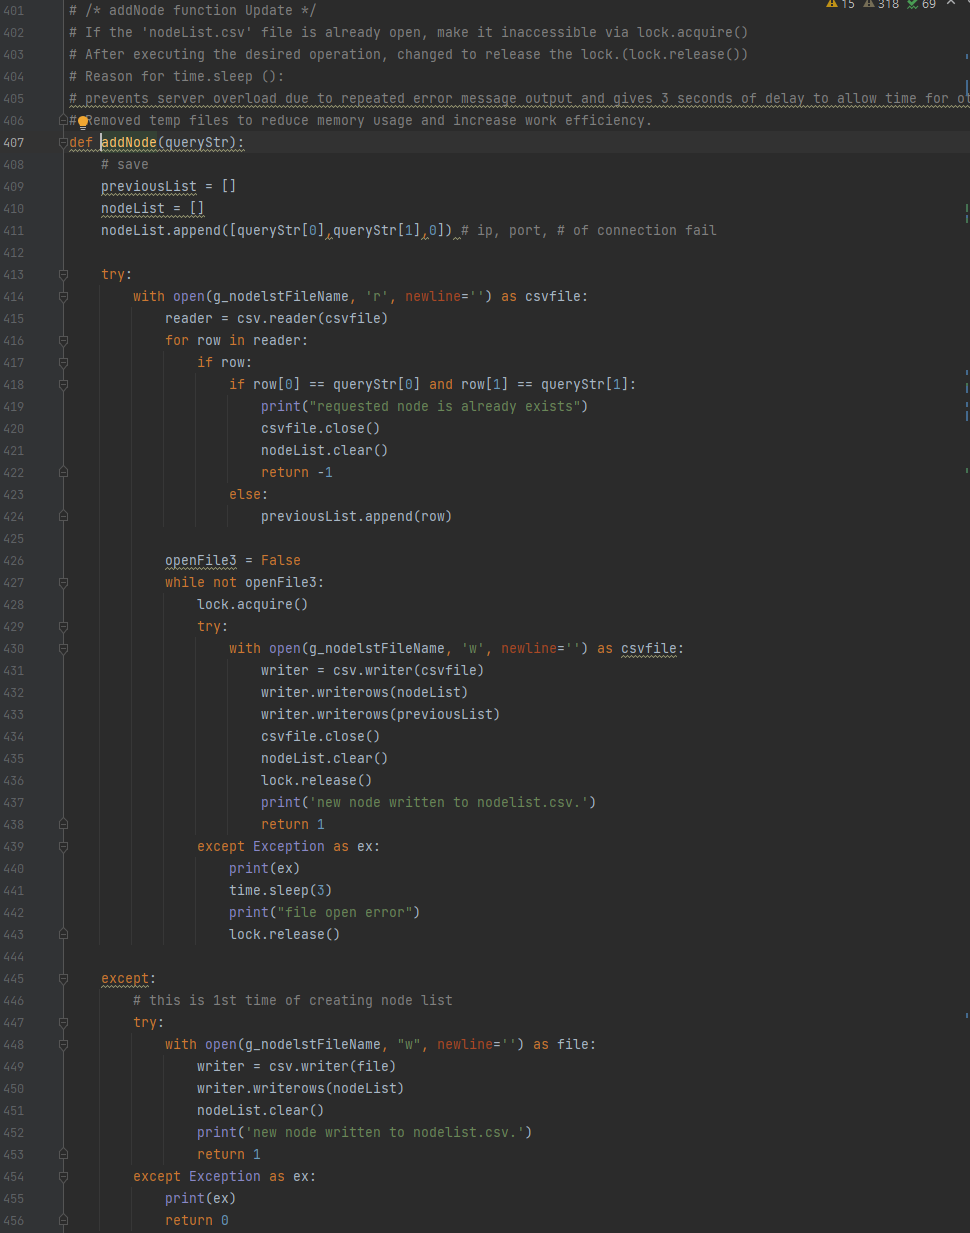 15 318 69
401 # /* addNode function Update */
402 # If the 'nodeList.csv' file is already open, make it inaccessible via lock.acquire()
403 # After executing the desired operation, changed to release the lock.(lock.release())
404 # Reason for time.sleep ():
405 # prevents server overload due to repeated error message output and gives 3 seconds of delay to allow time for
406 # Removed temp files to reduce memory usage and increase work efficiency.
407 def addNode(queryStr):
408 # save
409 previousList = []
410 nodeList = []
411 nodeList.append([queryStr[0],queryStr[1],0]) # ip, port, # of connection fail
412
413 try:
414 with open(g_nodelstFileName, 'r', newline='') as csvfile:
415 reader = csv.reader(csvfile)
416 for row in reader:
417 if row:
418 if row[0] == queryStr[0] and row[1] == queryStr[1]:
419 print("requested node is already exists")
420 csvfile.close()
421 nodeList.clear()
422 return -1
423 else:
424 previousList.append(row)
425
426 openFile3 = False
427 while not openFile3:
428 lock.acquire()
429 try:
430 with open(g_nodelstFileName, 'w', newline='') as csvfile:
431 writer = csv.writer(csvfile)
432 writer.writerows(nodeList)
433 writer.writerows(previousList)
434 csvfile.close()
435 nodeList.clear()
436 lock.release()
437 print('new node written to nodelist.csv.')
438 return 1
439 except Exception as ex:
440 print(ex)
441 time.sleep(3)
442 print("file open error")
443 lock.release()
444
445 except:
446 # this is 1st time of creating node list
447 try:
448 with open(g_nodelstFileName, "w", newline='') as file:
449 writer = csv.writer(file)
450 writer.writerows(nodeList)
451 nodeList.clear()
452 print('new node written to nodelist.csv.')
453 return 1
454 except Exception as ex:
455 print(ex)
456 return 0